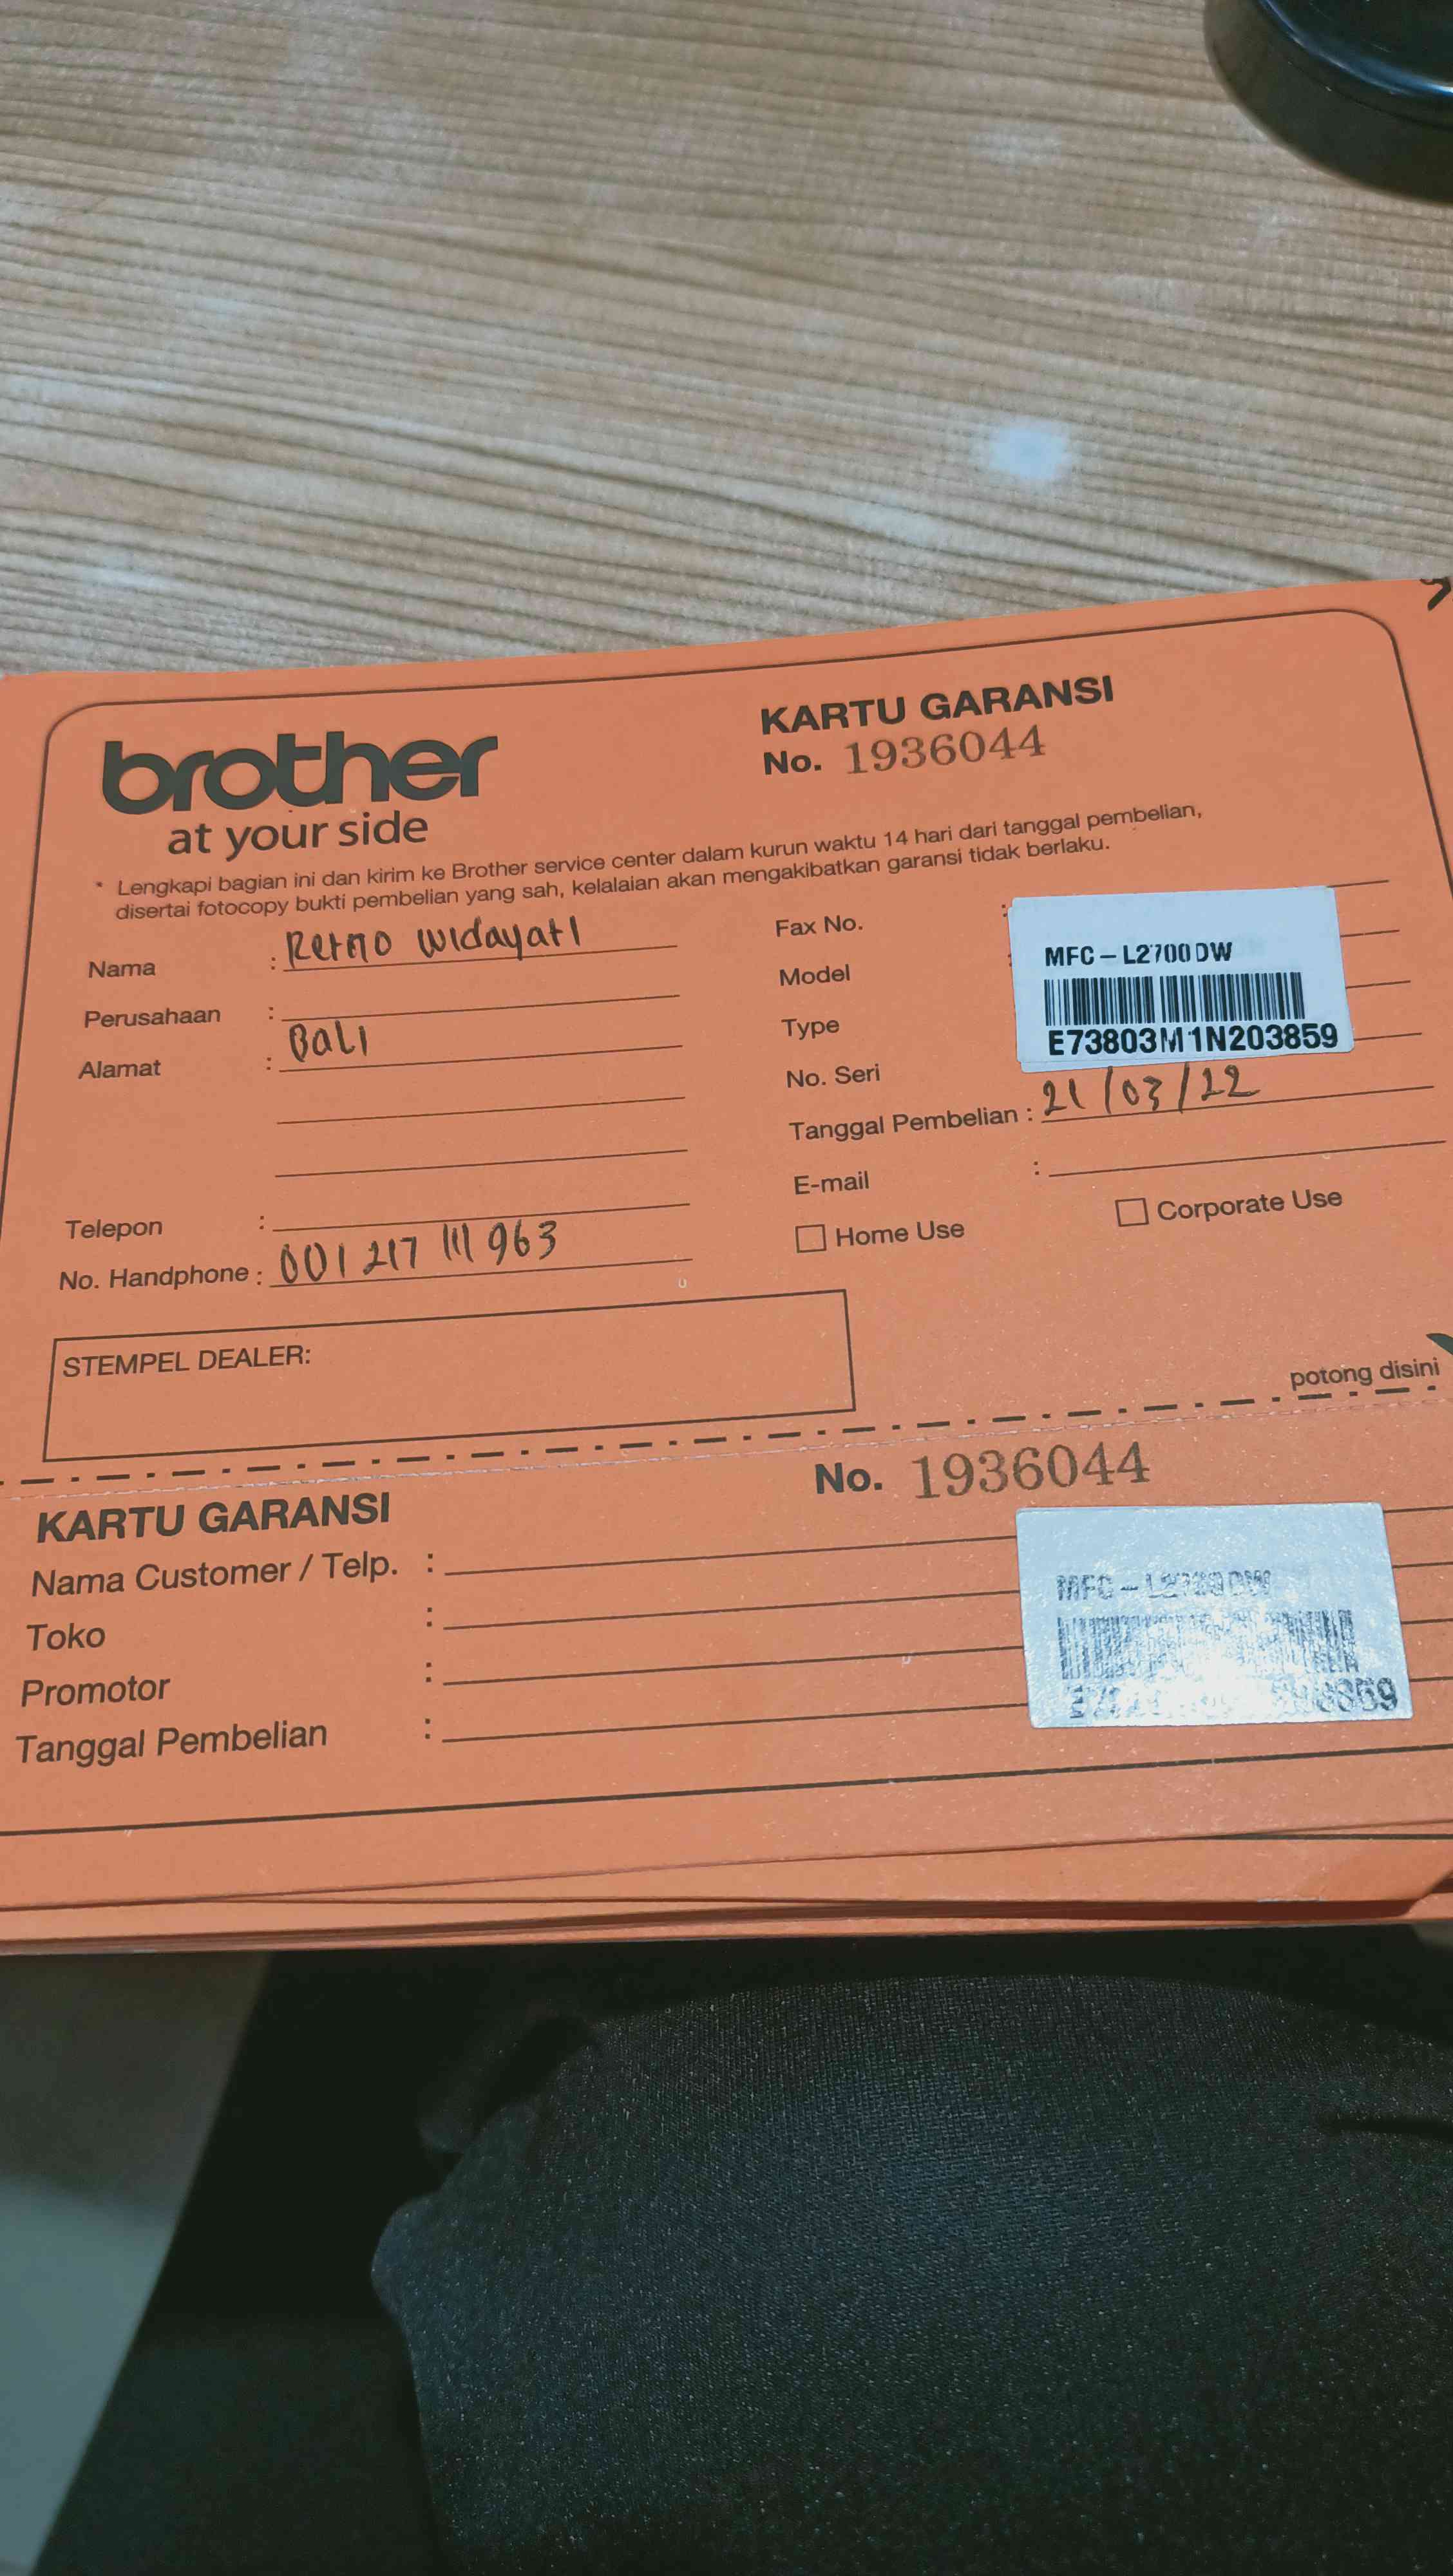 brother
at your side
KARTU GARANSI
No. 1936044
* Lengkapi bagian ini dan kirim ke Brother service center dalam kurun waktu 14 hari dari tanggal pembelian,
disertai fotocopy bukti pembelian yang sah, kelalaian akan mengakibatkan garansi tidak berlaku.
Nama : Retno Widayati
Perusahaan :
Alamat : Bali
Telepon :
No. Handphone : 001 217 111 963
Fax No. :
Model :
Type
No. Seri
MFC – L2700DW
E73803M1N203859
Tanggal Pembelian : 21/03/22
E-mail :
Home Use
Corporate Use
STEMPEL DEALER:
potong disini
KARTU GARANSI
No. 1936044
Nama Customer / Telp. :
Toko :
Promotor :
Tanggal Pembelian :
MFC – L2700DW